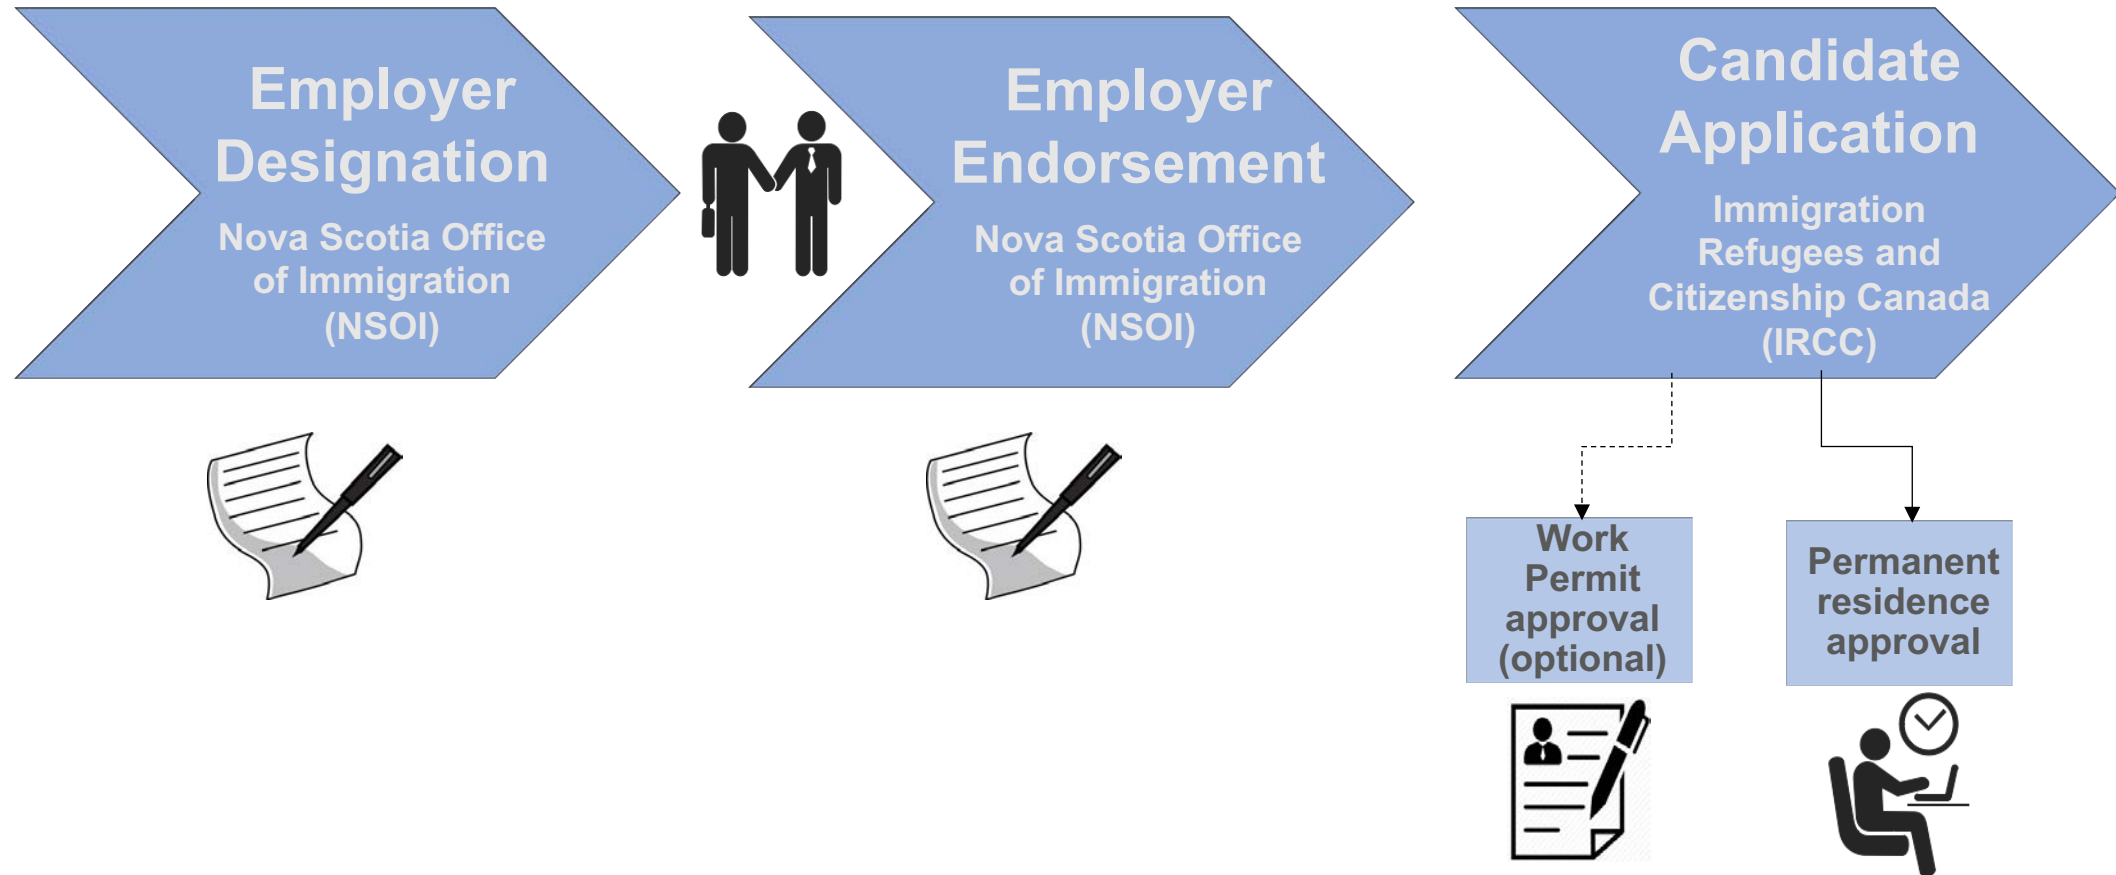 Employer
Designation
Nova Scotia Office
of Immigration
(NSOI)
Employer
Endorsement
Nova Scotia Office
of Immigration
(NSOI)
Candidate
Application
Immigration
Refugees and
Citizenship Canada
(IRCC)
Work
Permit
approval
(optional)
Permanent
residence
approval